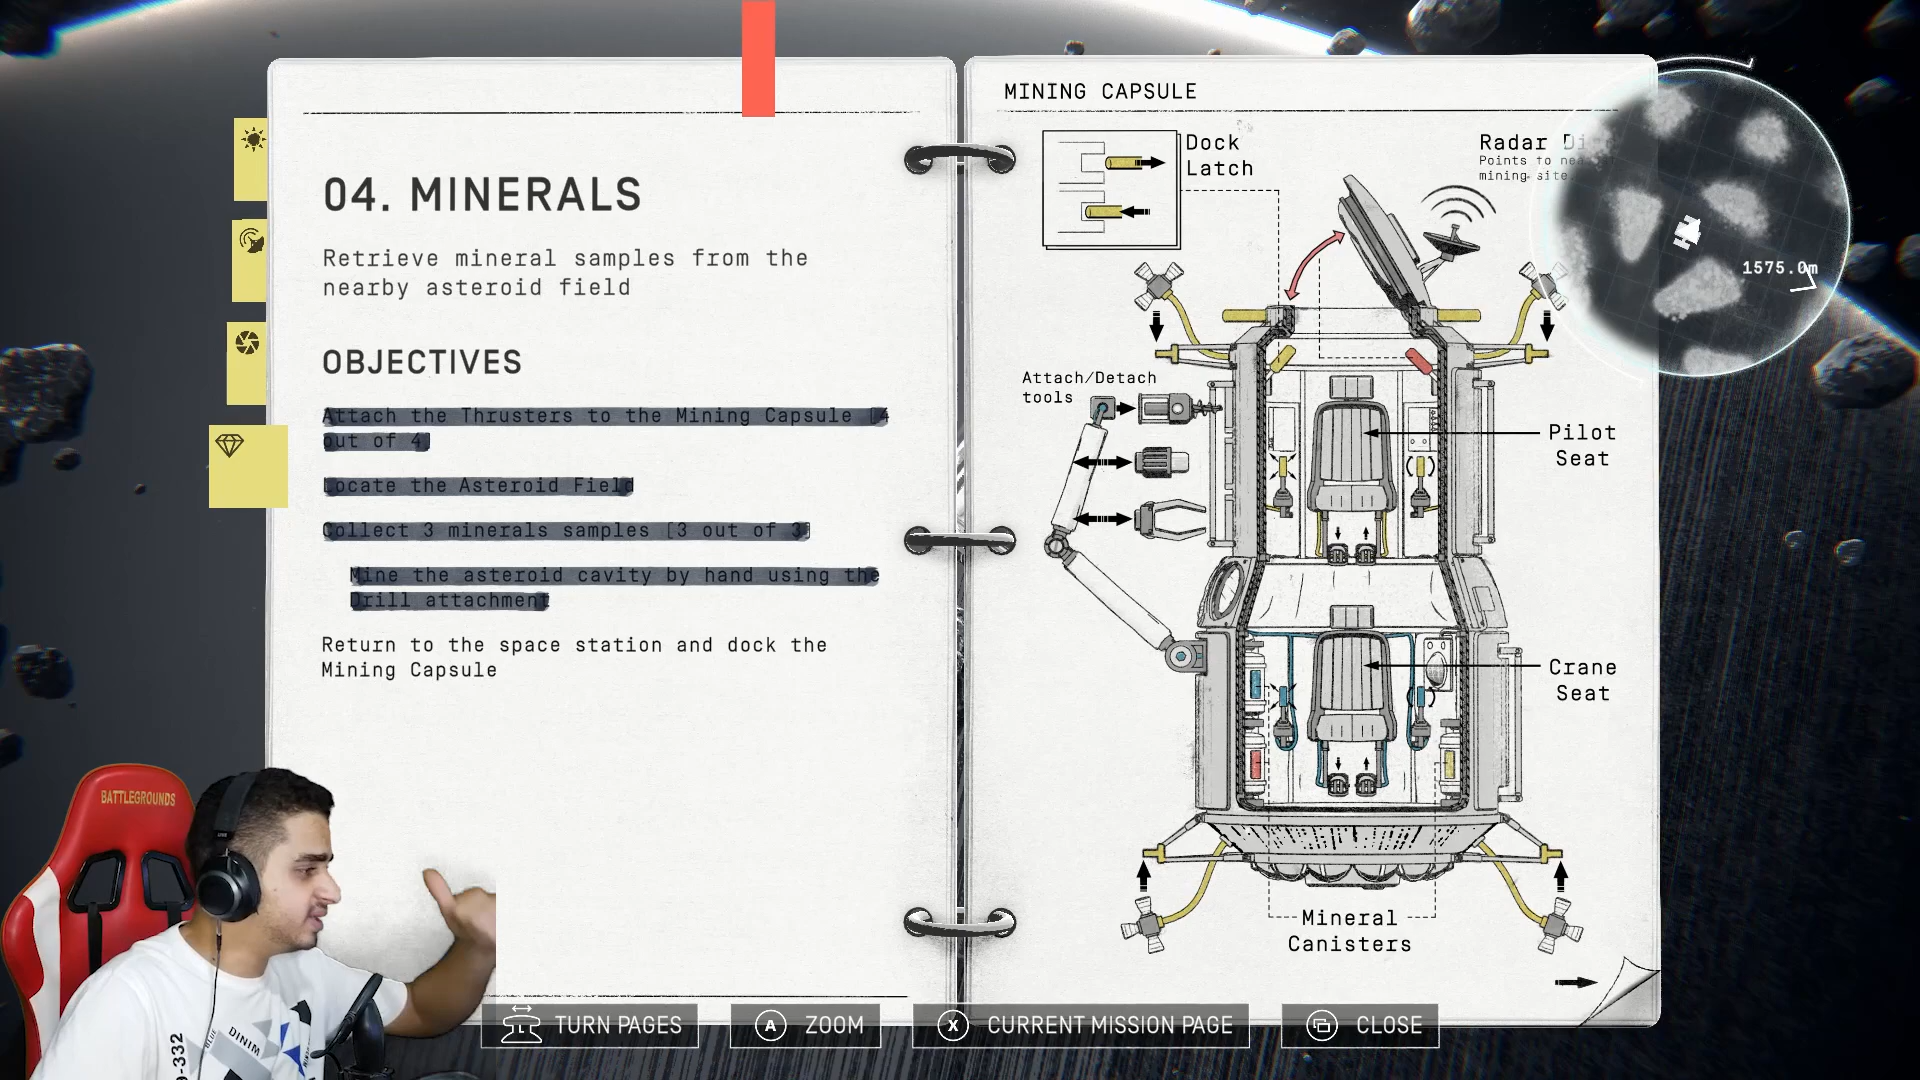 MINING CAPSULE
Dock
Latch
Radar
Points to
mining site.
04. MINERALS
Retrieve mineral samples from the
nearby asteroid field
1575.0m
OBJECTIVES
Attach the Thrusters to the Mining Capsule [4
out of 4]
Locate the Asteroid Field
Collect 3 minerals samples [3 out of 3]
Mine the asteroid cavity by hand using the
Drill attachment
Return to the space station and dock the
Mining Capsule
Attach/Detach
tools
Pilot
Seat
Crane
Seat
Mineral
Canisters
BATTLEGROUNDS
DINIM
9-332
L
TURN PAGES
A
ZOOM
X
CURRENT MISSION PAGE
CLOSE